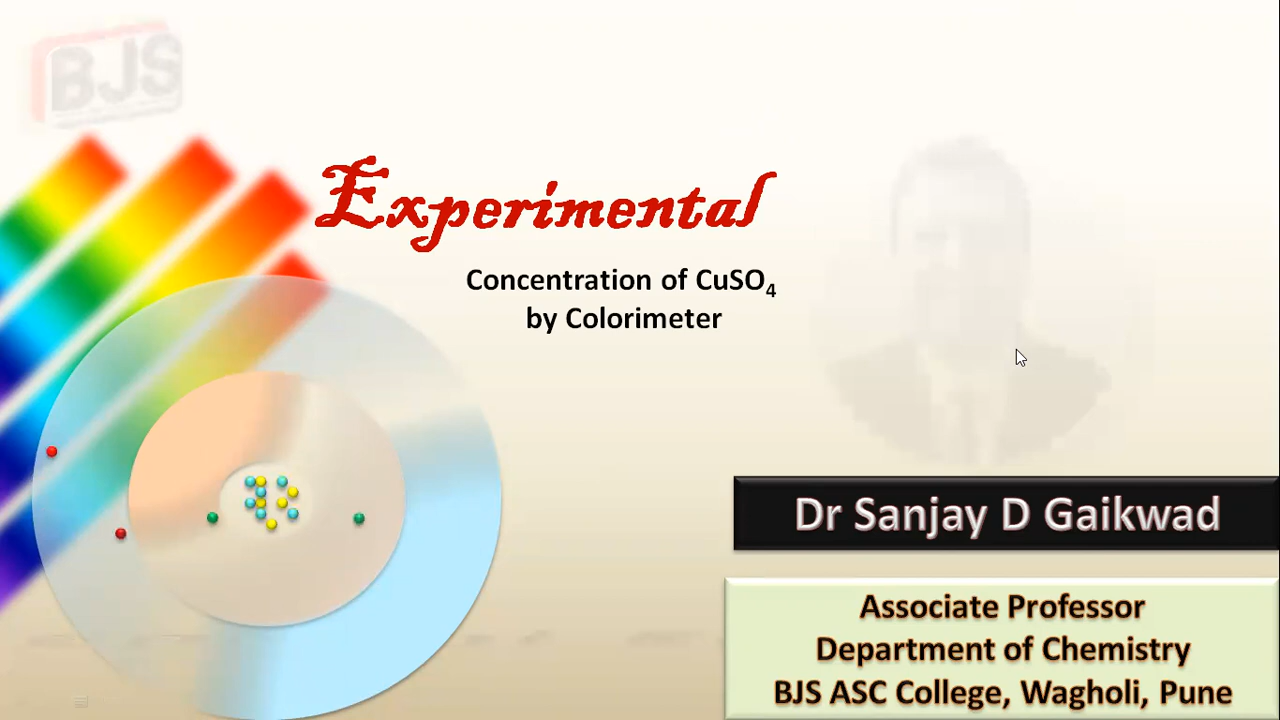 BJS
Experimental
Concentration of CuSO₄
by Colorimeter
Dr Sanjay D Gaikwad
Associate Professor
Department of Chemistry
BJS ASC College, Wagholi, Pune